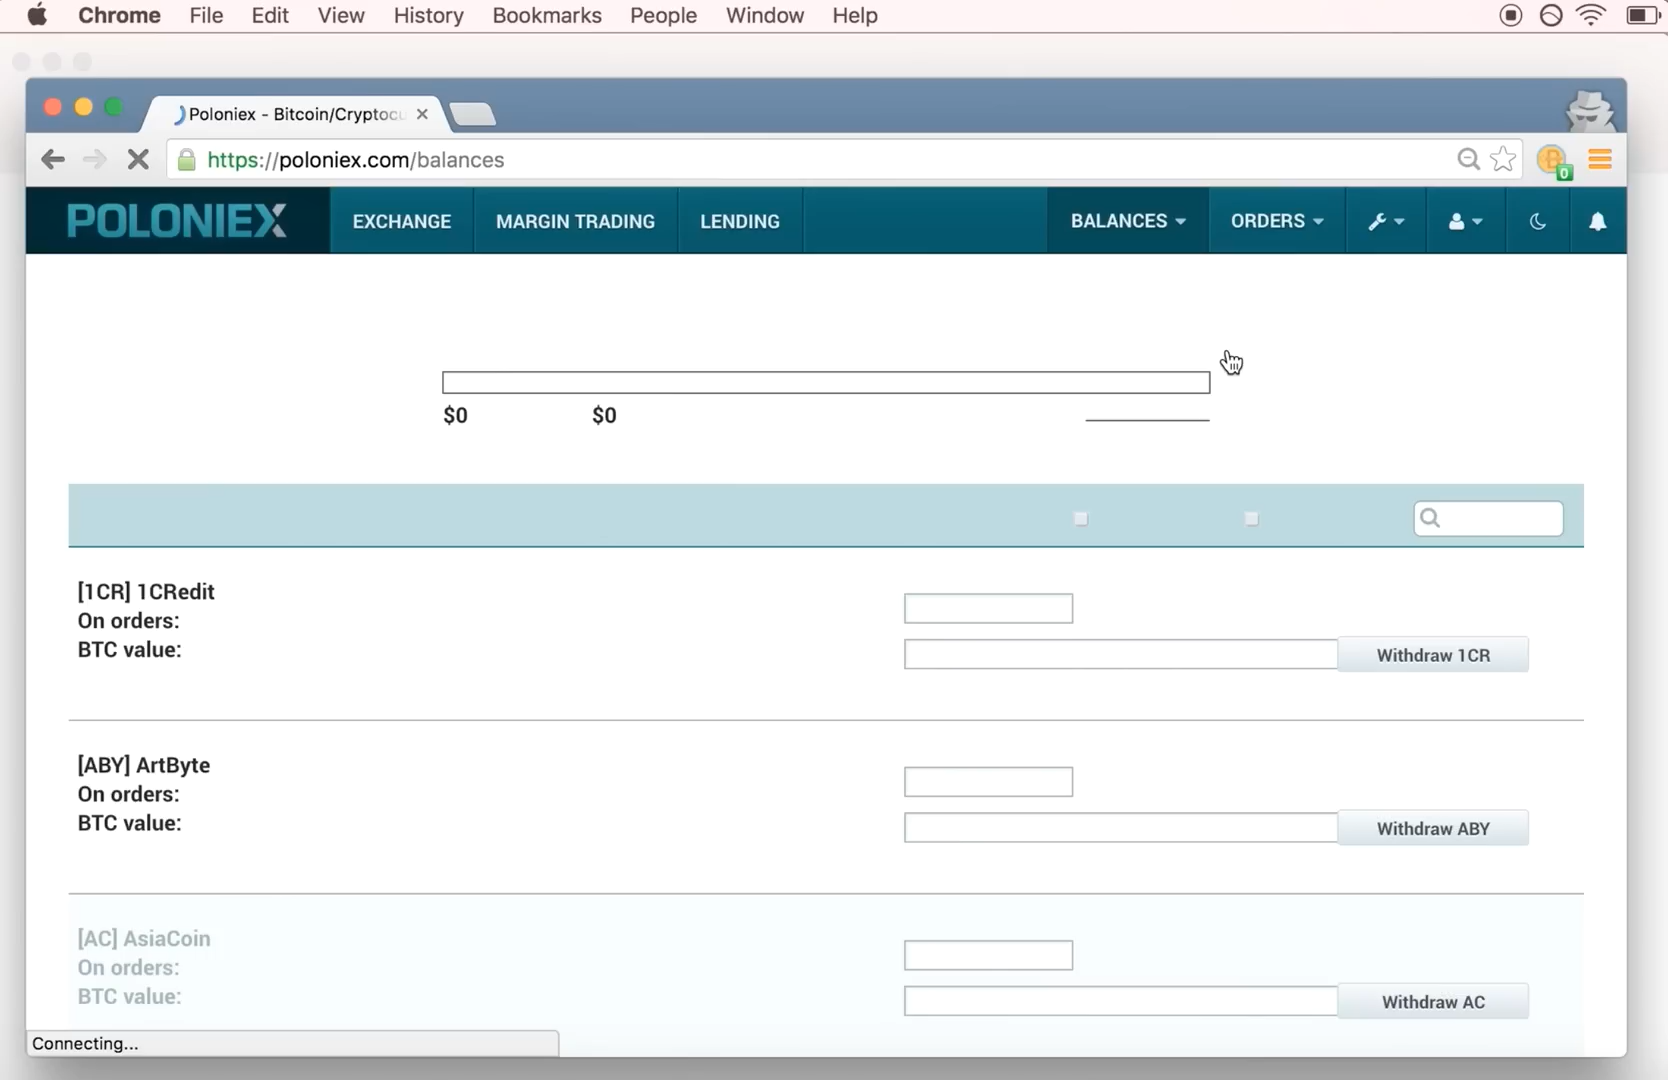 Chrome File Edit View History Bookmarks People Window Help
Poloniex - Bitcoin/Cryptocu
https://poloniex.com/balances
0
POLONIEX EXCHANGE MARGIN TRADING LENDING BALANCES ORDERS
$0 $0
[1CR] 1CRedit
On orders:
BTC value:
Withdraw 1CR
[ABY] ArtByte
On orders:
BTC value:
Withdraw ABY
[AC] AsiaCoin
On orders:
BTC value:
Withdraw AC
Connecting...